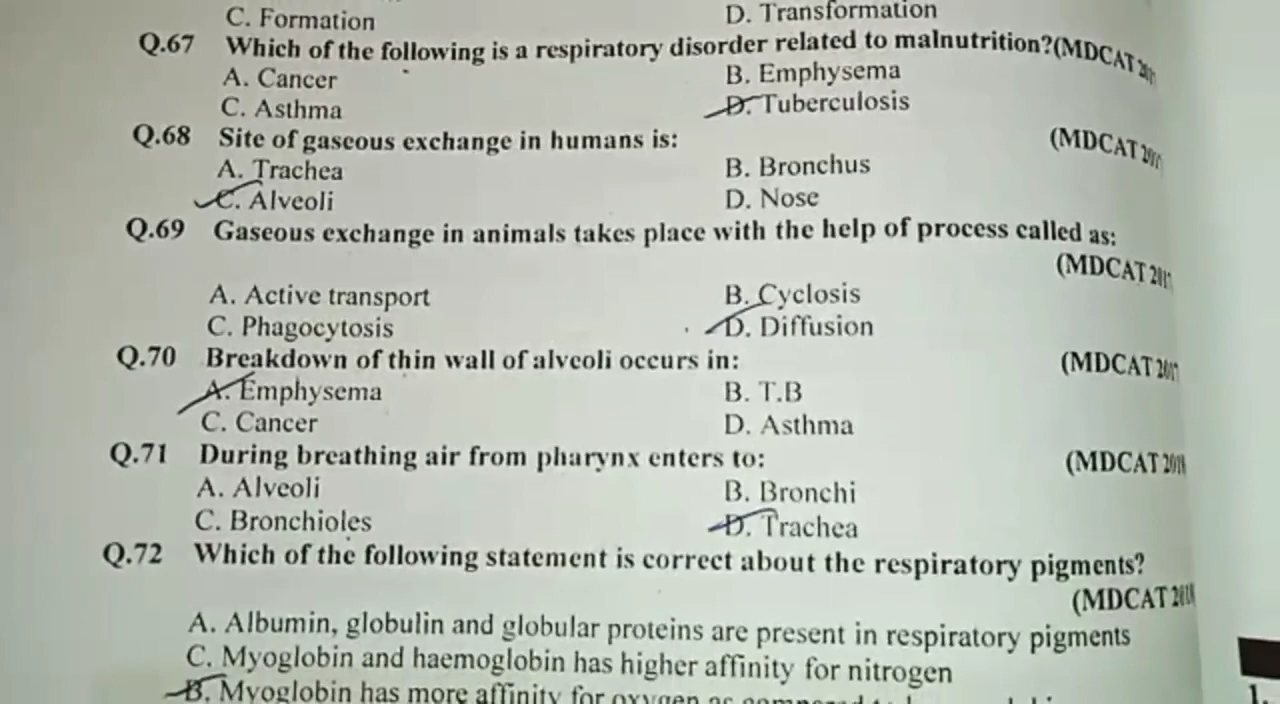 C. Formation D. Transformation
Q.67 Which of the following is a respiratory disorder related to malnutrition?(MDCAT
A. Cancer B. Emphysema
C. Asthma D. Tuberculosis
Q.68 Site of gaseous exchange in humans is: (MDCAT
A. Trachea B. Bronchus
C. Alveoli D. Nose
Q.69 Gaseous exchange in animals takes place with the help of process called as:
(MDCAT
A. Active transport B. Cyclosis
C. Phagocytosis D. Diffusion
Q.70 Breakdown of thin wall of alveoli occurs in: (MDCAT
A. Emphysema B. T.B
C. Cancer D. Asthma
Q.71 During breathing air from pharynx enters to: (MDCAT
A. Alveoli B. Bronchi
C. Bronchioles D. Trachea
Q.72 Which of the following statement is correct about the respiratory pigments?
(MDCAT
A. Albumin, globulin and globular proteins are present in respiratory pigments
C. Myoglobin and haemoglobin has higher affinity for nitrogen
B. Myoglobin has more affinity for oxygen as compared to
1.